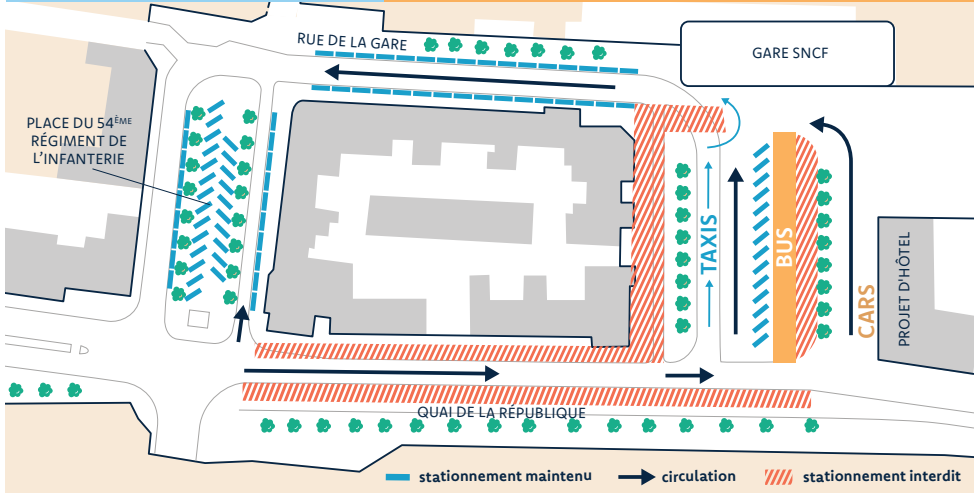 RUE DE LA GARE
GARE SNCF
PLACE DU 54ÈME
RÉGIMENT DE
L'INFANTERIE
TAXIS
BUS
CARS
PROJET D'HÔTEL
QUAI DE LA RÉPUBLIQUE
stationnement maintenu
circulation
stationnement interdit